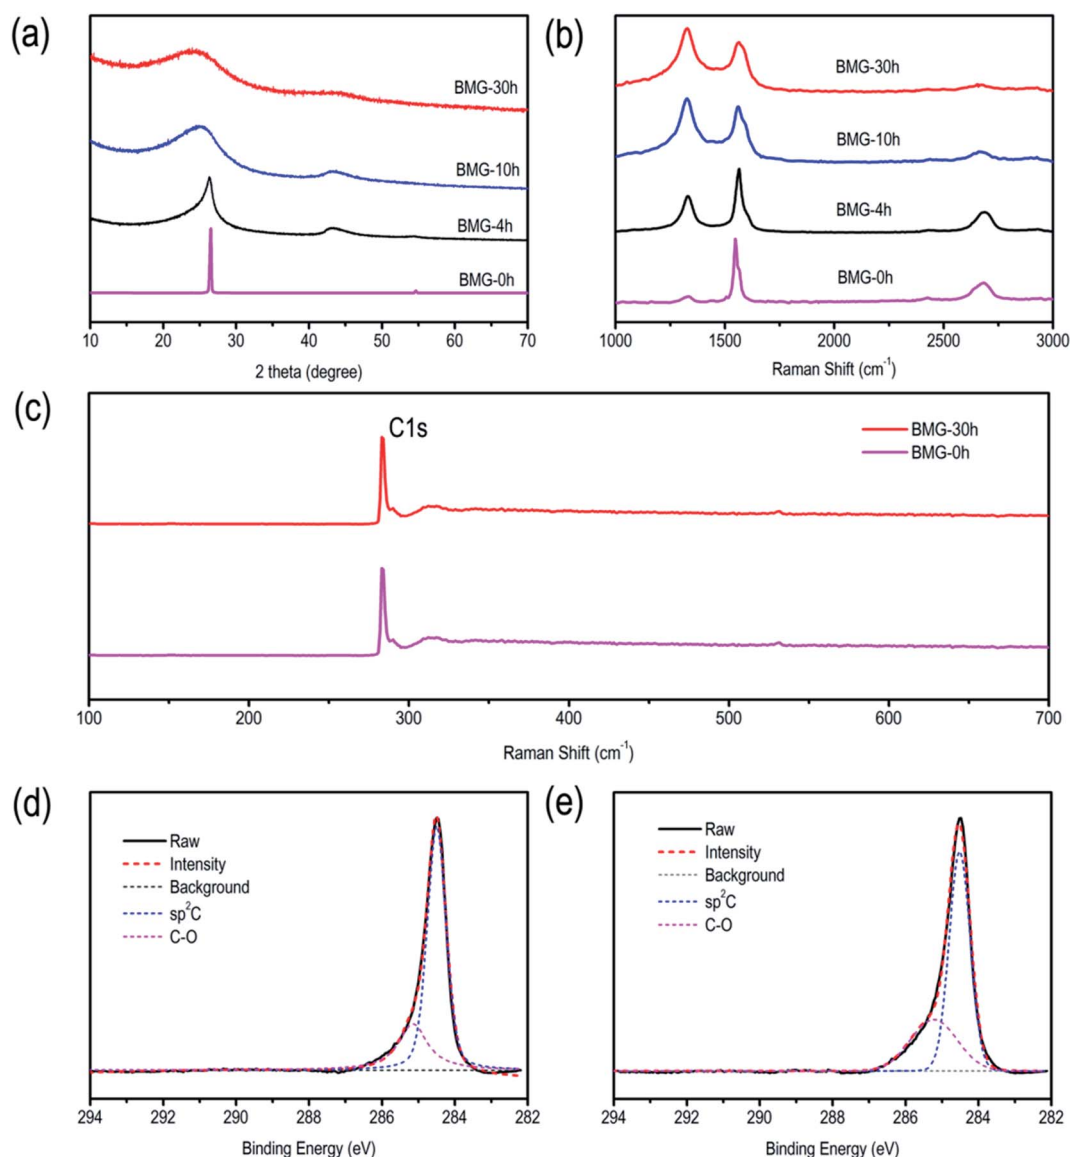 (a)
BMG-30h
BMG-10h
BMG-4h
BMG-0h
10 20 30 40 50 60 70
2 theta (degree)
(b)
BMG-30h
BMG-10h
BMG-4h
BMG-0h
1000 1500 2000 2500 3000
Raman Shift (cm⁻¹)
(c)
C1s
BMG-30h
BMG-0h
100 200 300 400 500 600 700
Raman Shift (cm⁻¹)
(d)
Raw
Intensity
Background
sp²C
C-O
294 292 290 288 286 284 282
Binding Energy (eV)
(e)
Raw
Intensity
Background
sp²C
C-O
294 292 290 288 286 284 282
Binding Energy (eV)